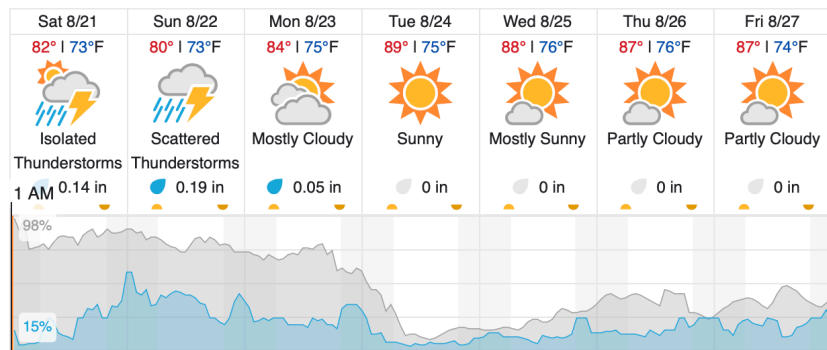 Sat 8/21 Sun 8/22 Mon 8/23 Tue 8/24 Wed 8/25 Thu 8/26 Fri 8/27
82° | 73°F 80° | 73°F 84° | 75°F 89° | 75°F 88° | 76°F 87° | 76°F 87° | 74°F
Isolated Scattered Mostly Cloudy Sunny Mostly Sunny Partly Cloudy Partly Cloudy
Thunderstorms Thunderstorms
0.14 in 0.19 in 0.05 in 0 in 0 in 0 in 0 in
1 AM
98%
15%